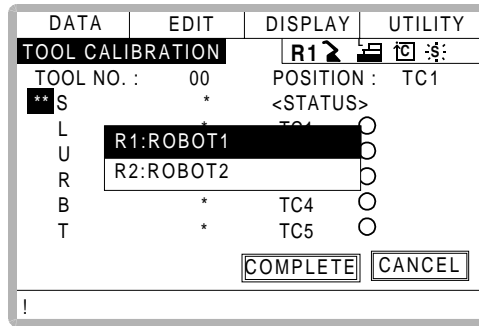 DATA EDIT DISPLAY UTILITY
TOOL CALIBRATION R1 C S
TOOL NO. : 00 POSITION : TC1
** S * <STATUS>
L
U R1:ROBOT1
R R2:ROBOT2
B * TC4
T * TC5
COMPLETE CANCEL
!